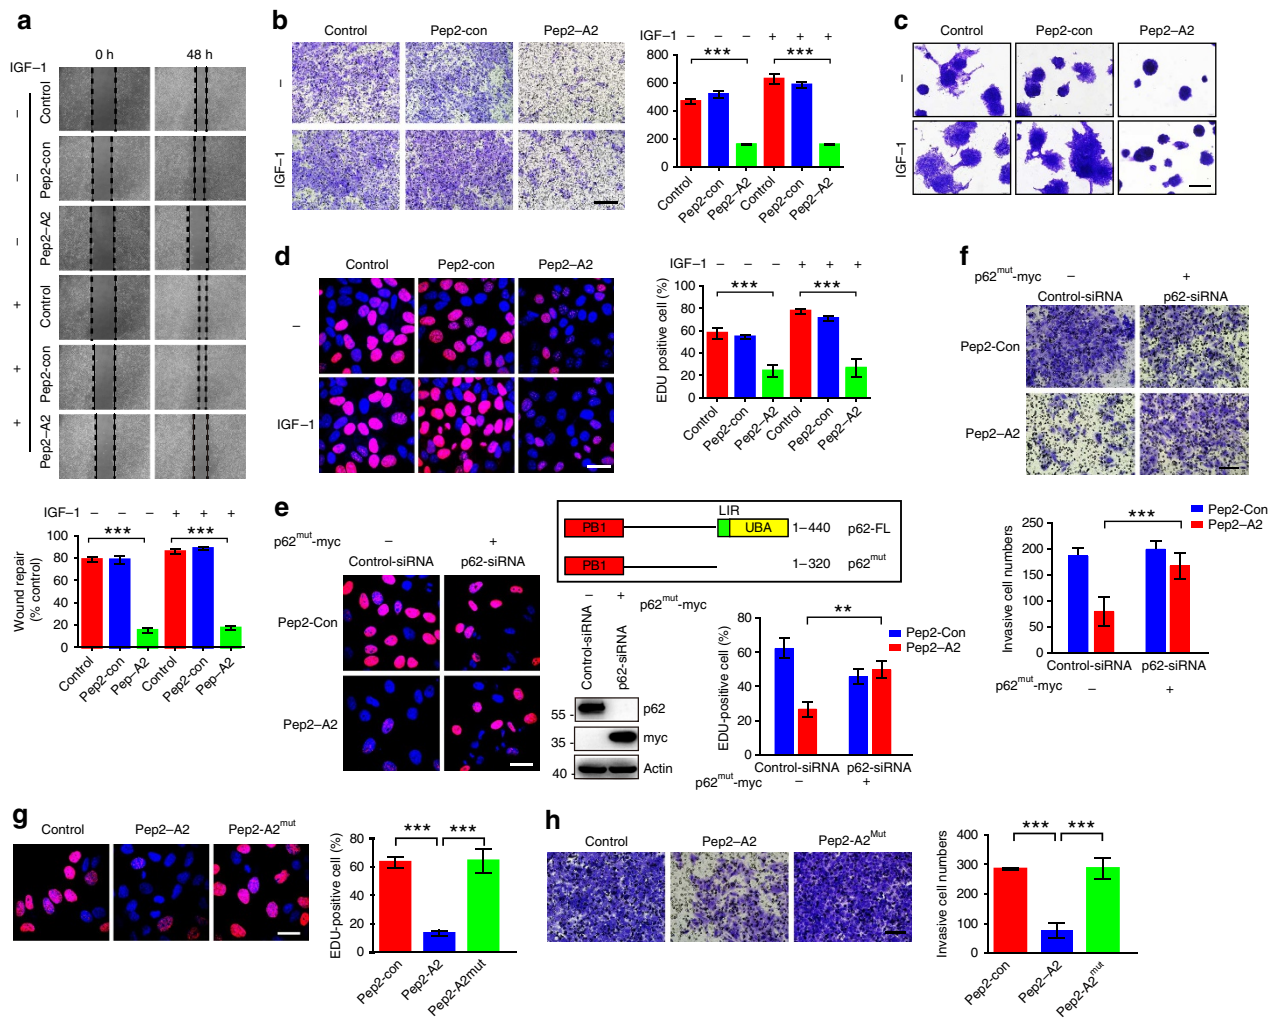 a
0 h 48 h
IGF–1
– Control
– Pep2-con
– Pep2–A2
+ Control
+ Pep2-con
+ Pep2–A2
IGF–1 – – – + + +
*** ***
Wound repair
(% control)
100
80
60
40
20
0
Control Pep2-con Pep–A2 Control Pep2-con Pep–A2
b
Control Pep2-con Pep2–A2
–
IGF–1
IGF–1 – – – + + +
*** ***
800
600
400
200
0
Control Pep2-con Pep2–A2 Control Pep2-con Pep2–A2
c
Control Pep2-con Pep2–A2
–
IGF–1
d
Control Pep2-con Pep2–A2
–
IGF–1
IGF–1 – – – + + +
*** ***
EDU positive cell (%)
100
80
60
40
20
0
Control Pep2-con Pep2–A2 Control Pep2-con Pep2–A2
e
p62mut-myc – +
Control-siRNA p62-siRNA
Pep2-Con
Pep2–A2
LIR
PB1 UBA 1–440 p62-FL
PB1 1–320 p62mut
– + p62mut-myc
Control-siRNA p62-siRNA
55 - p62
35 - myc
40 - Actin
**
Pep2-Con
Pep2–A2
EDU-positive cell (%)
80
60
40
20
0
Control-siRNA p62-siRNA
p62mut-myc – +
f
p62mut-myc – +
Control-siRNA p62-siRNA
Pep2-Con
Pep2–A2
Pep2-Con
Pep2–A2
***
Invasive cell numbers
250
200
150
100
50
0
Control-siRNA p62-siRNA
p62mut-myc – +
g
Control Pep2–A2 Pep2-A2mut
*** ***
EDU-positive cell (%)
80
60
40
20
0
Pep2-con Pep2-A2 Pep2-A2mut
h
Control Pep2–A2 Pep2-A2Mut
*** ***
Invasive cell numbers
400
300
200
100
0
Pep2-con Pep2–A2 Pep2-A2mut